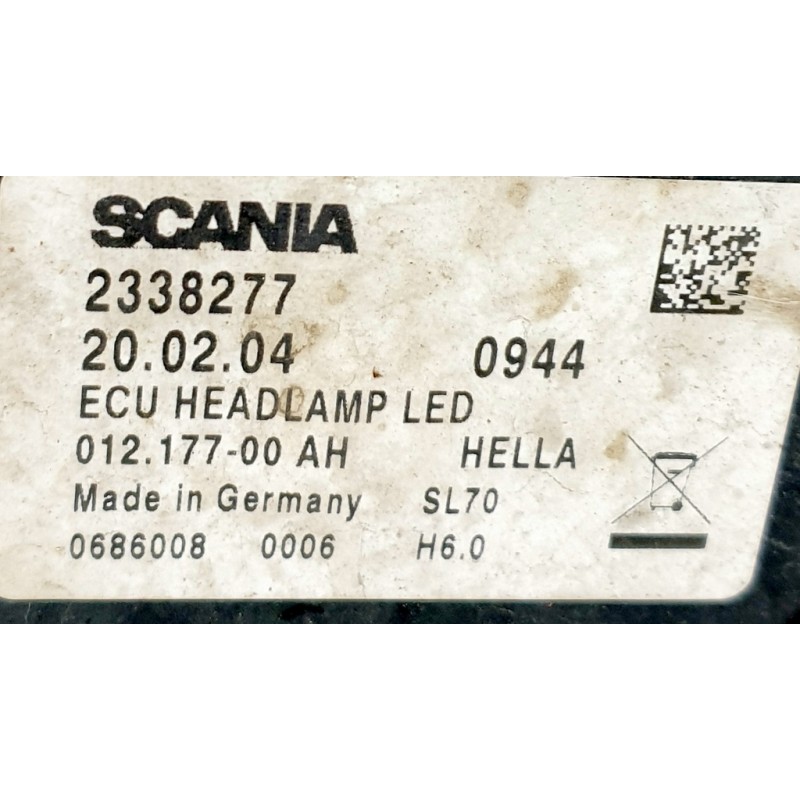 SCANIA
2338277
20.02.04 0944
ECU HEADLAMP LED
012.177-00 AH HELLA
Made in Germany SL70
0686008 0006 H6.0